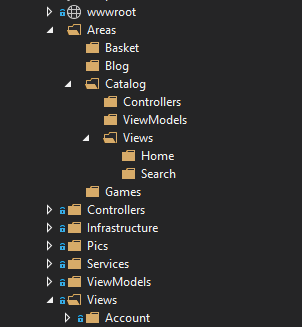 wwwroot
Areas
Basket
Blog
Catalog
Controllers
ViewModels
Views
Home
Search
Games
Controllers
Infrastructure
Pics
Services
ViewModels
Views
Account